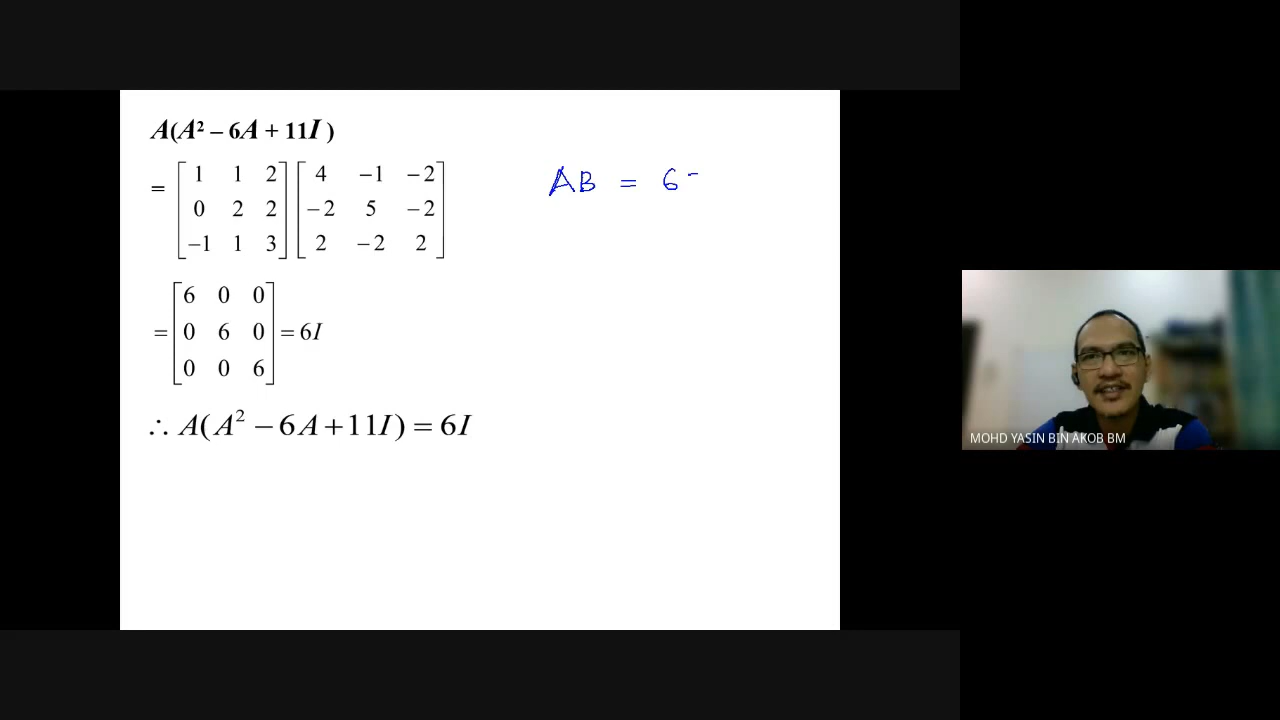 A(A² – 6A + 11I )
= [1 1 2; 0 2 2; –1 1 3] [4 –1 –2; –2 5 –2; 2 –2 2]
AB = 6
= [6 0 0; 0 6 0; 0 0 6] = 6I
∴ A(A² – 6A + 11I) = 6I
MOHD YASIN BIN AKOB BM